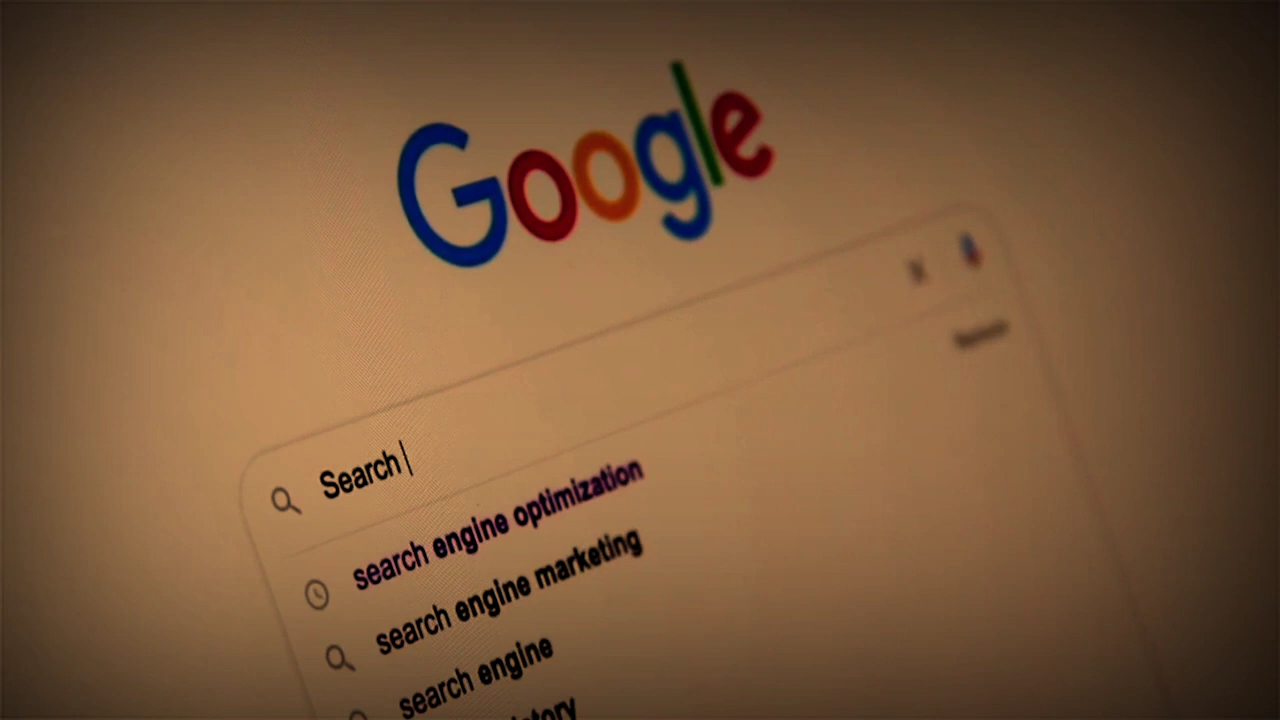 Google
Search
search engine optimization
search engine marketing
search engine